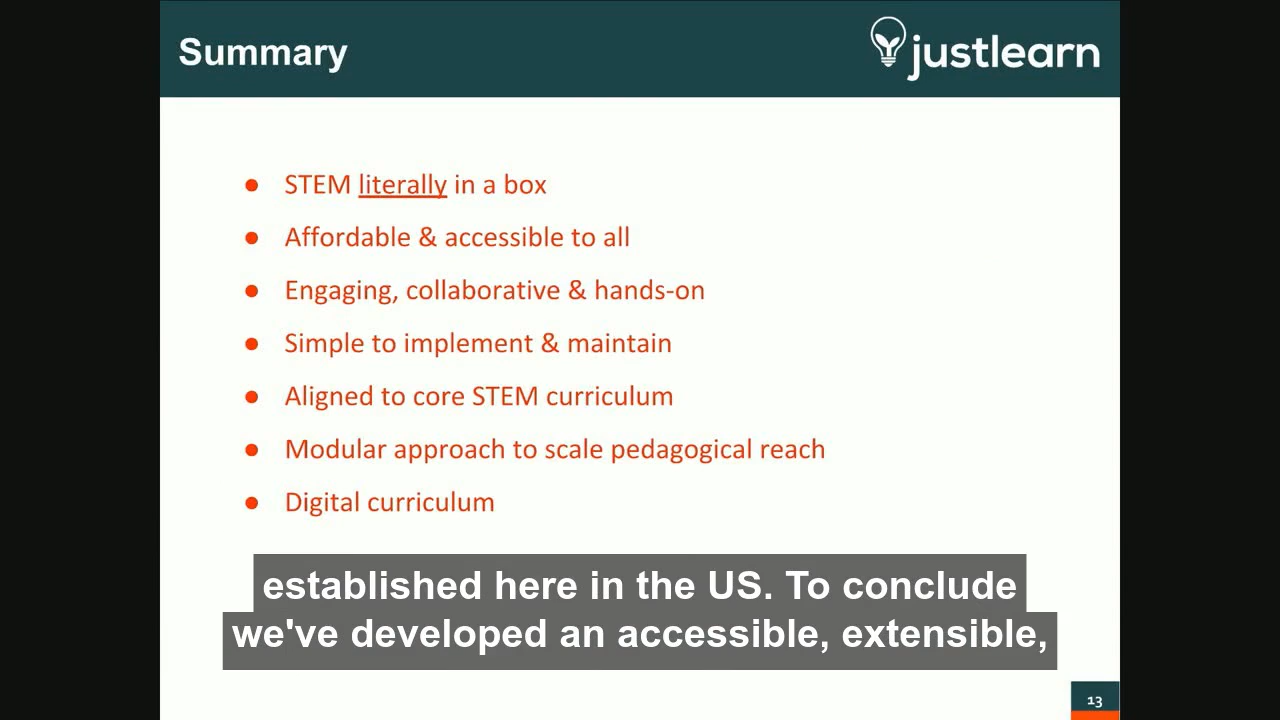 Summary
justlearn
● STEM literally in a box
● Affordable & accessible to all
● Engaging, collaborative & hands-on
● Simple to implement & maintain
● Aligned to core STEM curriculum
● Modular approach to scale pedagogical reach
● Digital curriculum
established here in the US. To conclude
we've developed an accessible, extensible,
13